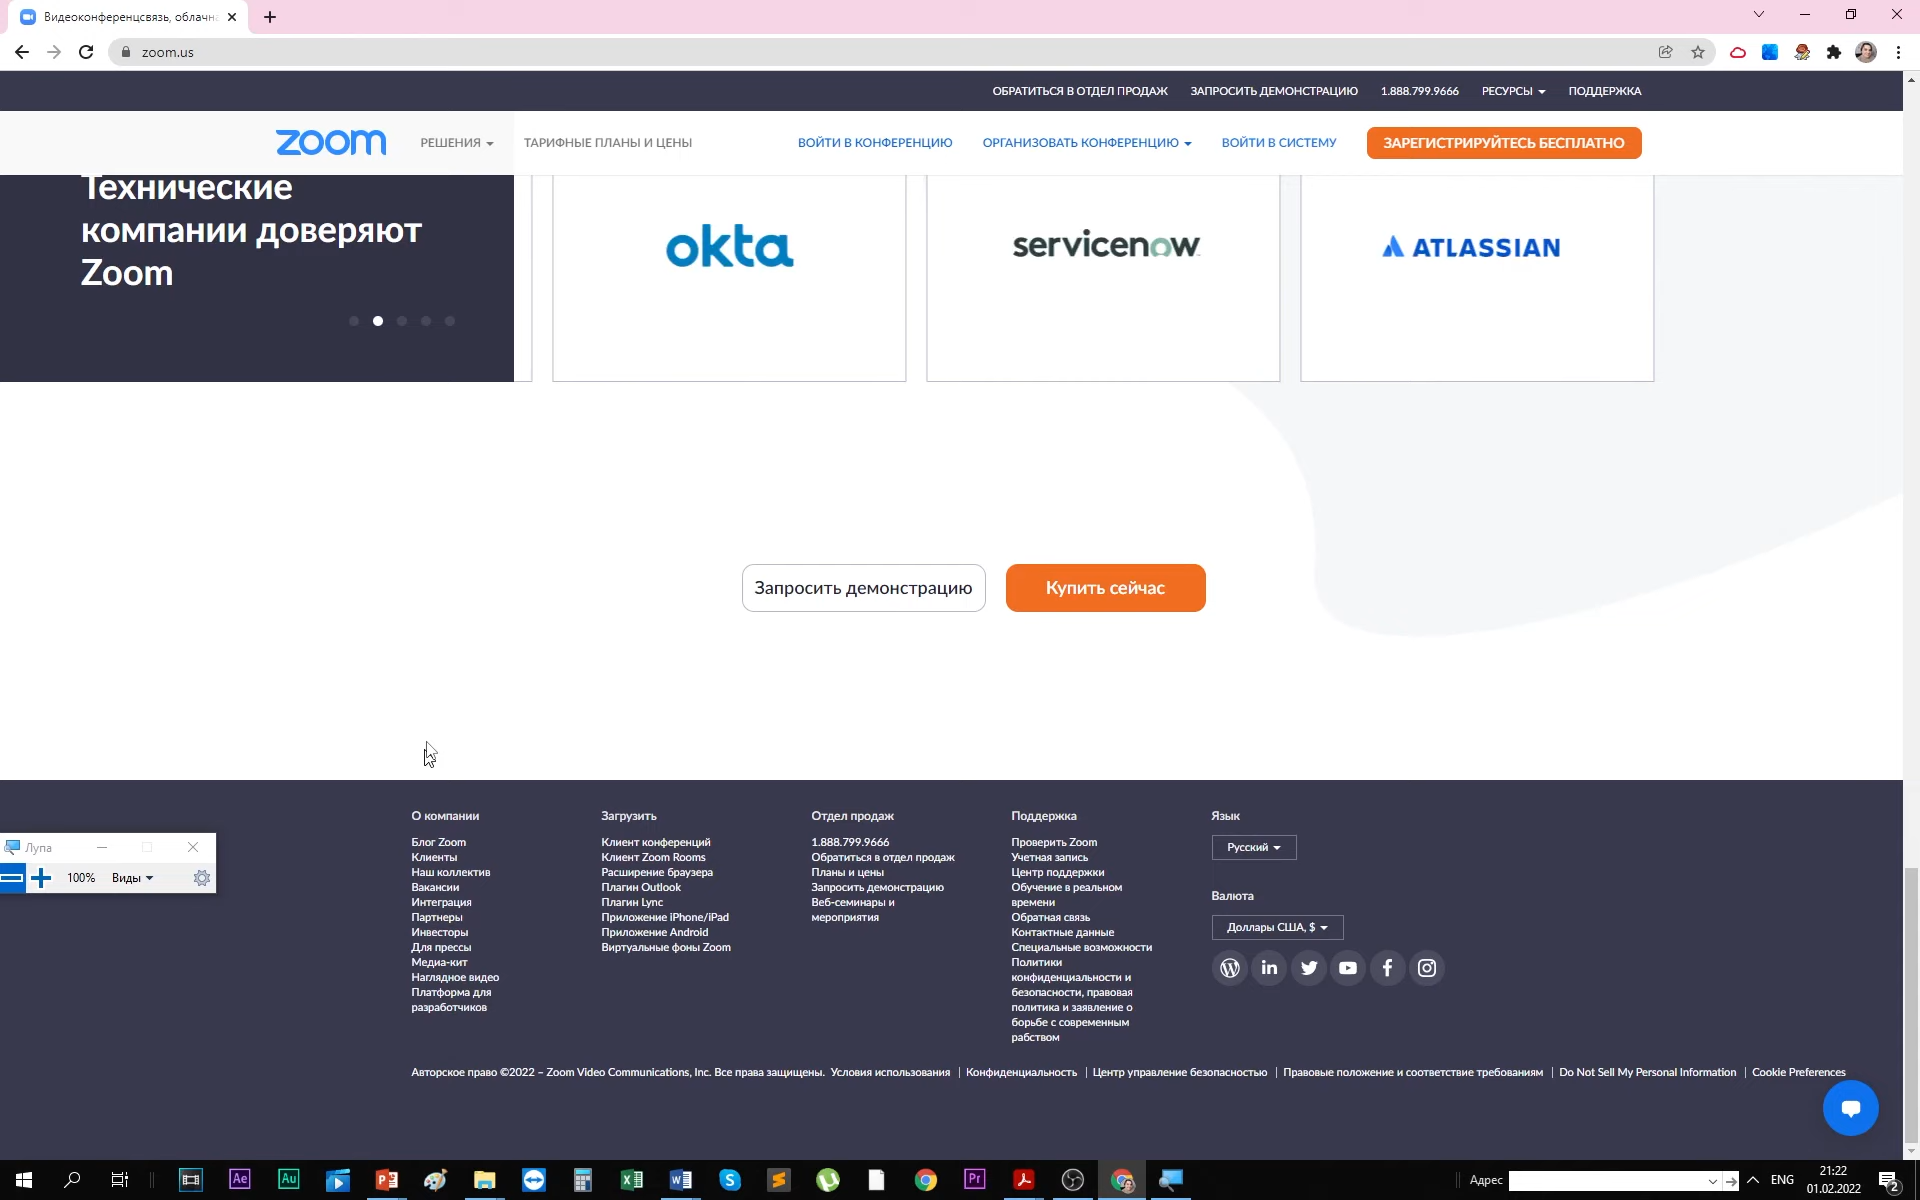 Видеоконференцсвязь, облачна
zoom.us
ОБРАТИТЬСЯ В ОТДЕЛ ПРОДАЖ ЗАПРОСИТЬ ДЕМОНСТРАЦИЮ 1.888.799.9666 РЕСУРСЫ ПОДДЕРЖКА
zoom РЕШЕНИЯ ТАРИФНЫЕ ПЛАНЫ И ЦЕНЫ ВОЙТИ В КОНФЕРЕНЦИЮ ОРГАНИЗОВАТЬ КОНФЕРЕНЦИЮ ВОЙТИ В СИСТЕМУ ЗАРЕГИСТРИРУЙТЕСЬ БЕСПЛАТНО
Технические
компании доверяют
Zoom
okta
servicenow
ATLASSIAN
Запросить демонстрацию
Купить сейчас
О компании
Блог Zoom
Клиенты
Наш коллектив
Вакансии
Интеграция
Партнеры
Инвесторы
Для прессы
Медиа-кит
Наглядное видео
Платформа для
разработчиков
Загрузить
Клиент конференций
Клиент Zoom Rooms
Расширение браузера
Плагин Outlook
Плагин Lync
Приложение iPhone/iPad
Приложение Android
Виртуальные фоны Zoom
Отдел продаж
1.888.799.9666
Обратиться в отдел продаж
Планы и цены
Запросить демонстрацию
Веб-семинары и
мероприятия
Поддержка
Проверить Zoom
Учетная запись
Центр поддержки
Обучение в реальном
времени
Обратная связь
Контактные данные
Специальные возможности
Политики
конфиденциальности и
безопасности, правовая
политика и заявление о
борьбе с современным
рабством
Язык
Русский
Валюта
Доллары США, $
Авторское право ©2022 – Zoom Video Communications, Inc. Все права защищены. Условия использования | Конфиденциальность | Центр управление безопасностью | Правовые положение и соответствие требованиям | Do Not Sell My Personal Information | Cookie Preferences
Лупа
100% Виды
Ae
Au
Pr
Адрес
ENG
21:22
01.02.2022
2